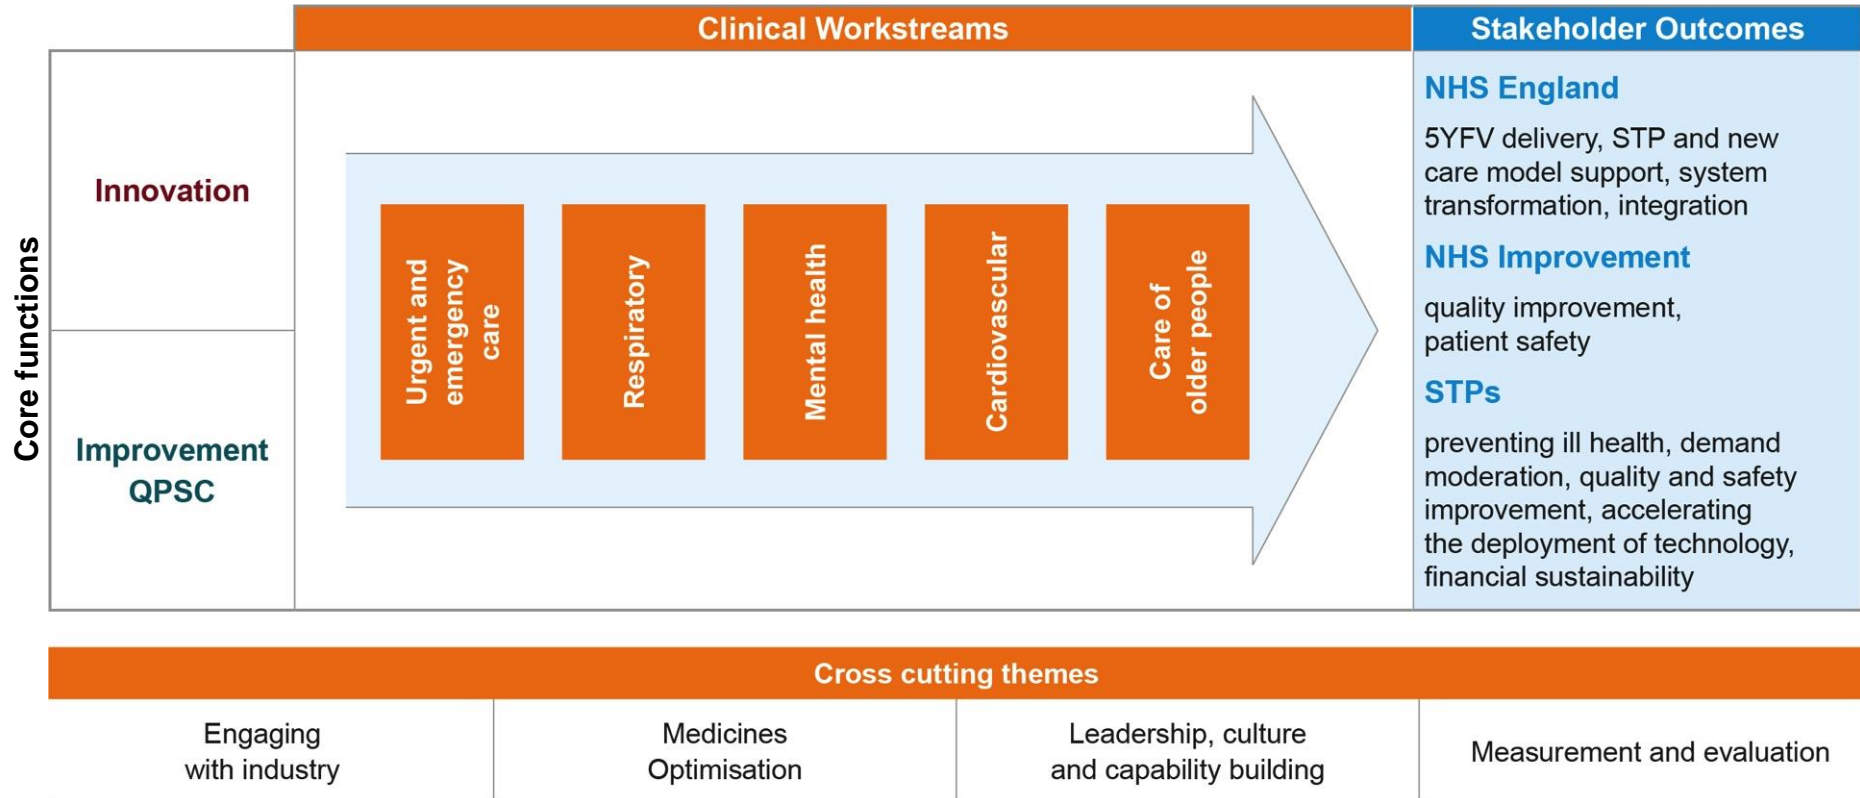 Clinical Workstreams
Stakeholder Outcomes
Core functions
Innovation
Improvement
QPSC
Urgent and
emergency
care
Respiratory
Mental health
Cardiovascular
Care of
older people
NHS England
5YFV delivery, STP and new
care model support, system
transformation, integration
NHS Improvement
quality improvement,
patient safety
STPs
preventing ill health, demand
moderation, quality and safety
improvement, accelerating
the deployment of technology,
financial sustainability
Cross cutting themes
Engaging
with industry
Medicines
Optimisation
Leadership, culture
and capability building
Measurement and evaluation